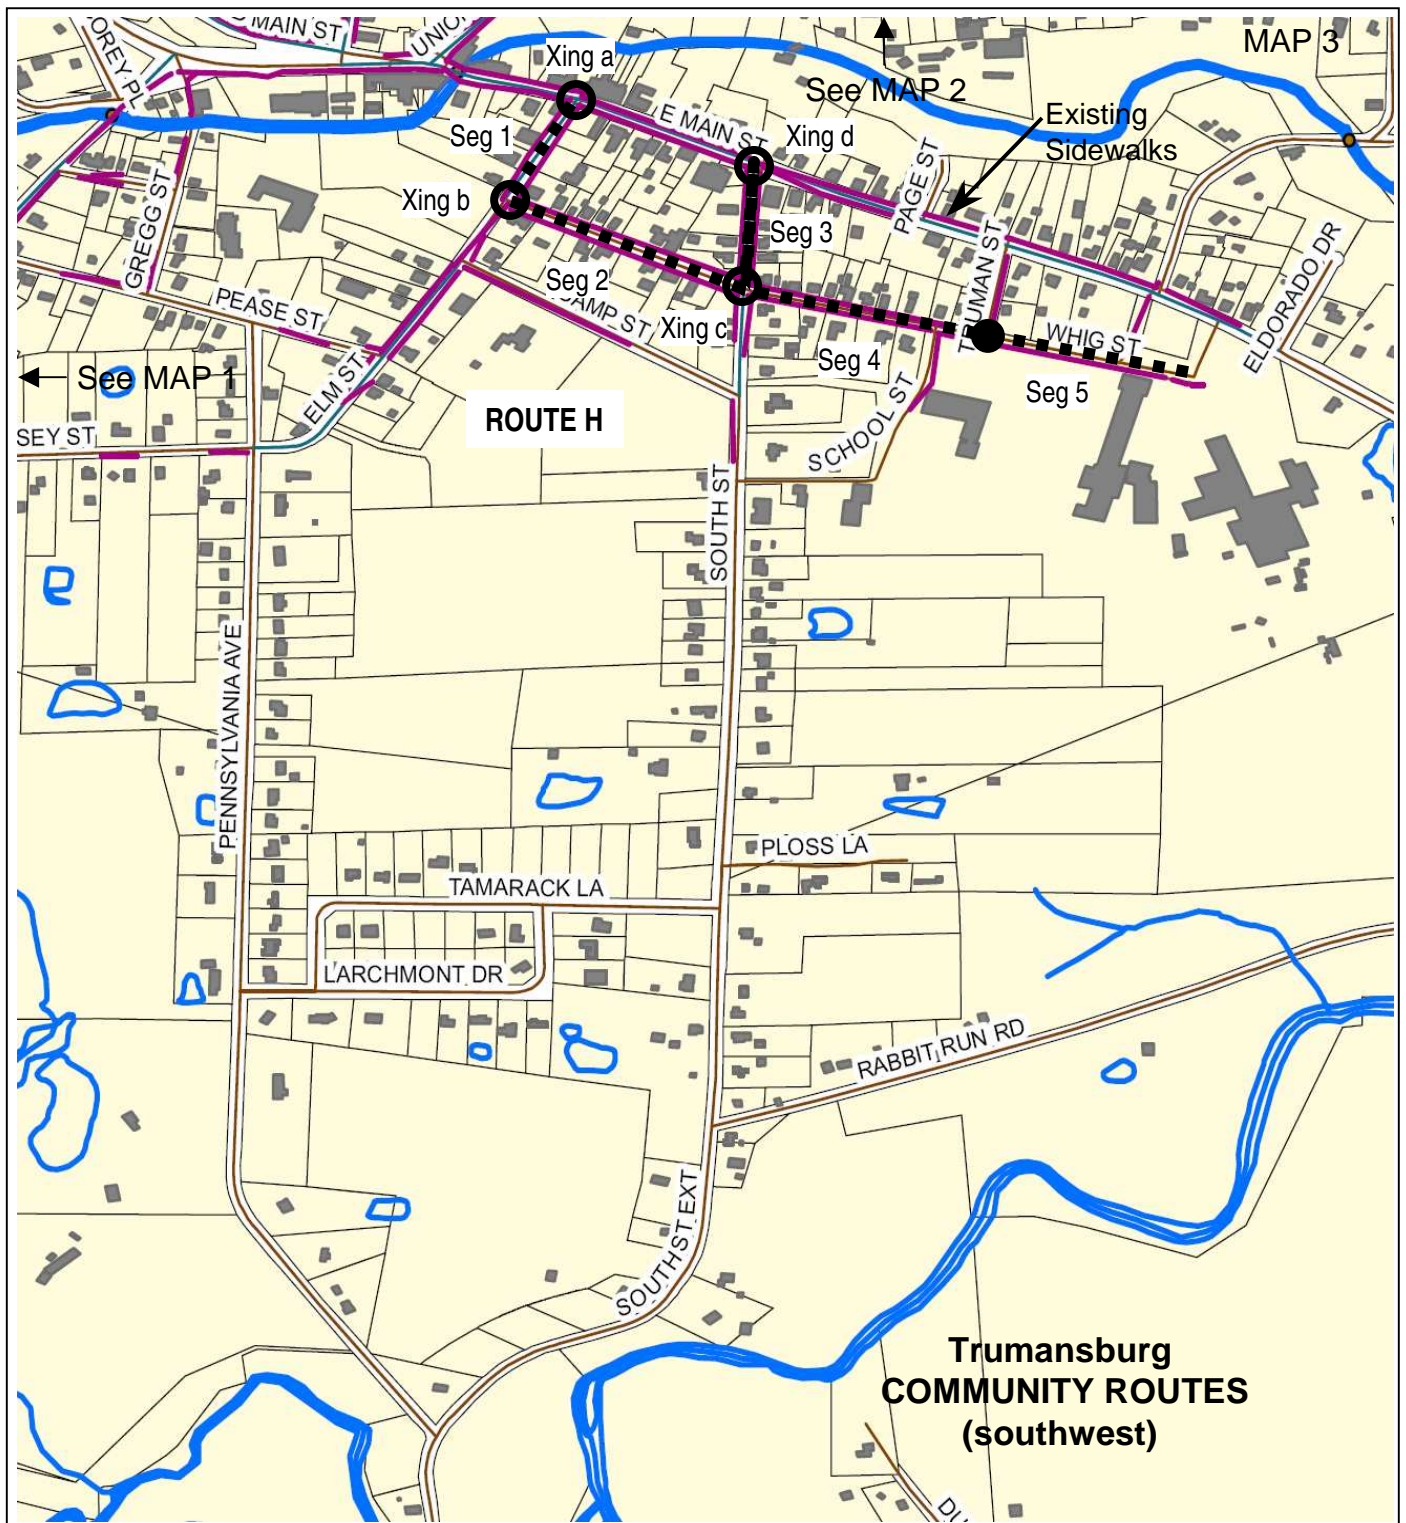 MAIN ST
UNION
MAP 3
OREY PL
Xing a
See MAP 2
E MAIN ST
Existing
Sidewalks
Seg 1
Xing d
PAGE ST
Xing b
GREGG ST
Seg 3
TRUMAN ST
ELDORADO DR
Seg 2
CAMP ST
PEASE ST
Xing c
WHIG ST
Seg 4
See MAP 1
ELM ST
Seg 5
ROUTE H
SCHOOL ST
SEY ST
SOUTH ST
PENNSYLVANIA AVE
PLOSS LA
TAMARACK LA
LARCHMONT DR
RABBIT RUN RD
SOUTH ST EXT
Trumansburg
COMMUNITY ROUTES
(southwest)
DU